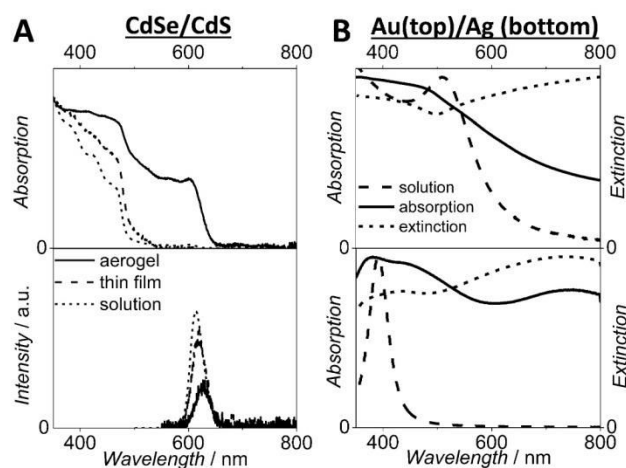 A CdSe/CdS
400 600 800
Absorption
0
aerogel
thin film
solution
Intensity / a.u.
0
400 600 800
Wavelength / nm
B Au(top)/Ag (bottom)
400 600 800
Absorption
Extinction
solution
absorption
extinction
0 0
Absorption
Extinction
0 0
400 600 800
Wavelength / nm